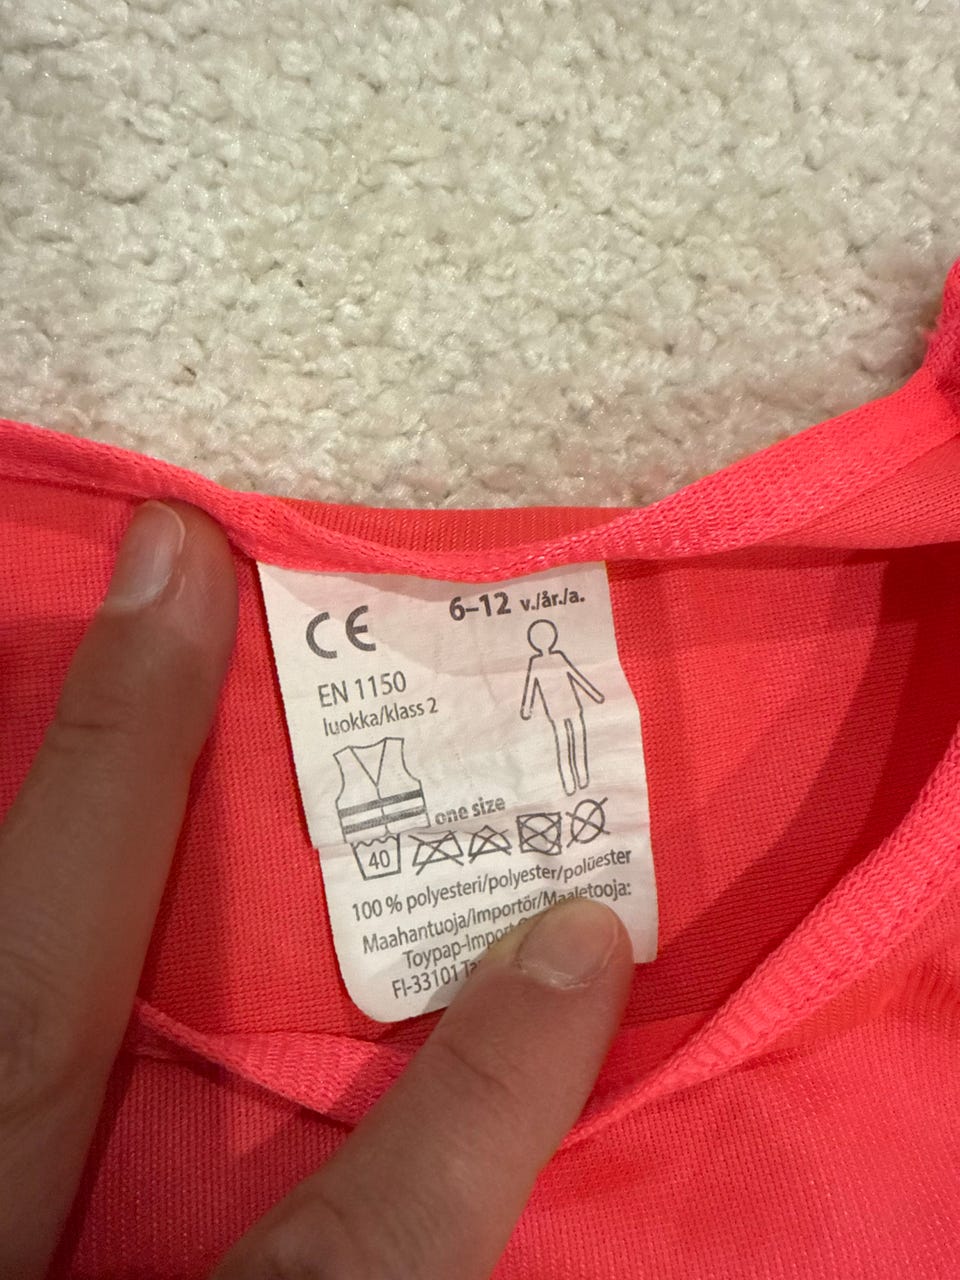 CE
6–12 v./år./a.
EN 1150
luokka/klass 2
one size
40
100 % polyesteri/polyester/polüester
Maahantuoja/Importör/Maaletooja:
Toypap-Import
FI-33101